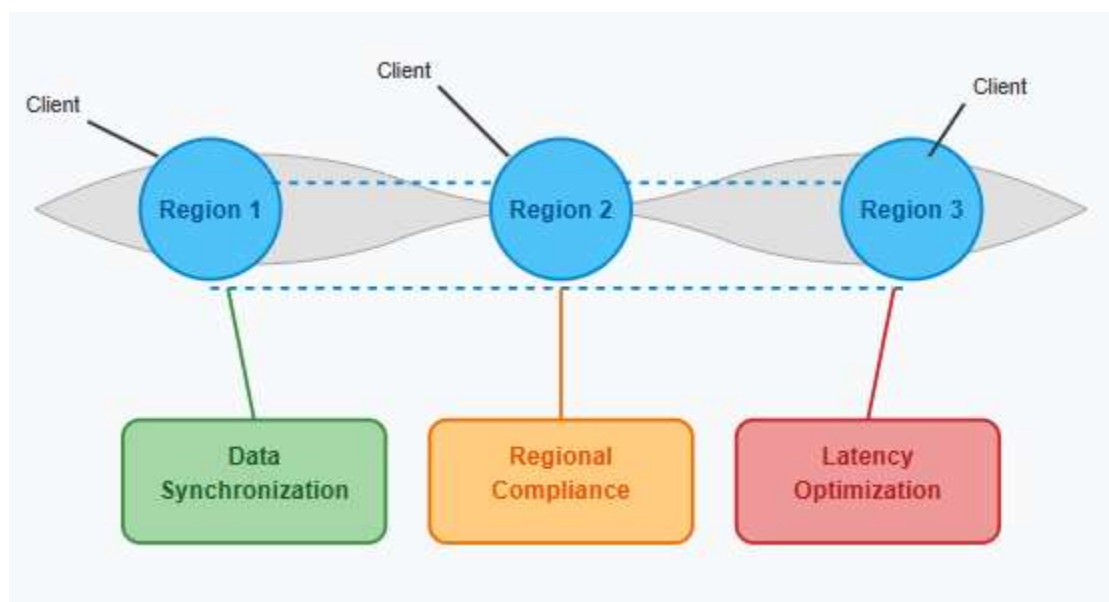 Client
Client
Client
Region 1
Region 2
Region 3
Data
Synchronization
Regional
Compliance
Latency
Optimization